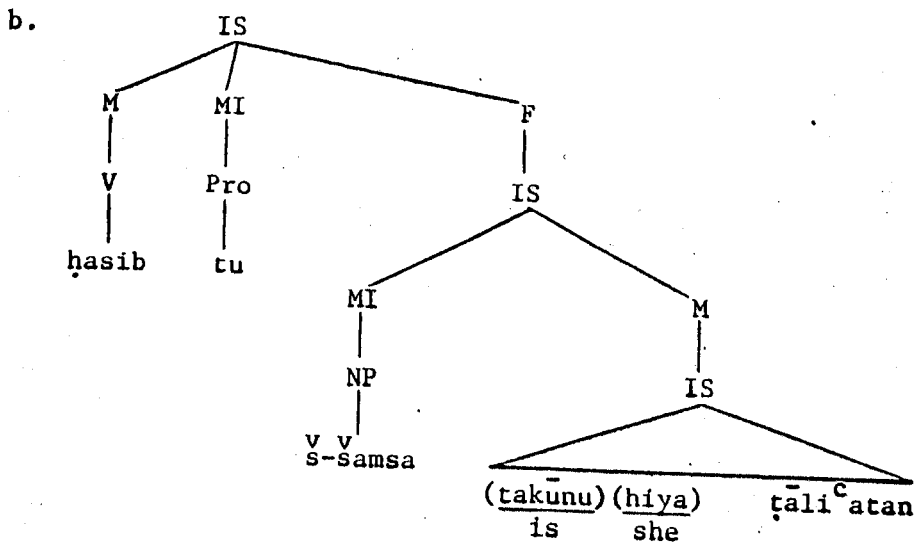 b.
IS
M MI F
V Pro IS
ḥasib tu
MI M
NP IS
š-šamsa
(takūnu)(hiya) ṭāliᶜatan
is she